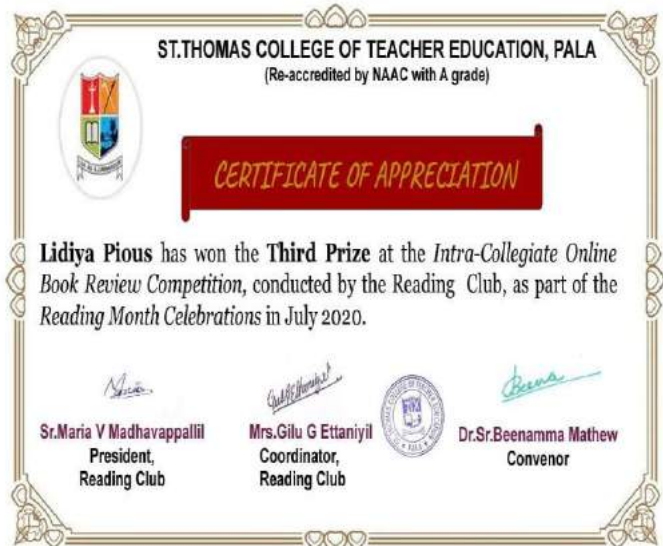 ST.THOMAS COLLEGE OF TEACHER EDUCATION, PALA
(Re-accredited by NAAC with A grade)
CERTIFICATE OF APPRECIATION
Lidiya Pious has won the Third Prize at the Intra-Collegiate Online
Book Review Competition, conducted by the Reading Club, as part of the
Reading Month Celebrations in July 2020.
Sr.Maria V Madhavappallil
President,
Reading Club
Mrs.Gilu G Ettaniyil
Coordinator,
Reading Club
Dr.Sr.Beenamma Mathew
Convenor